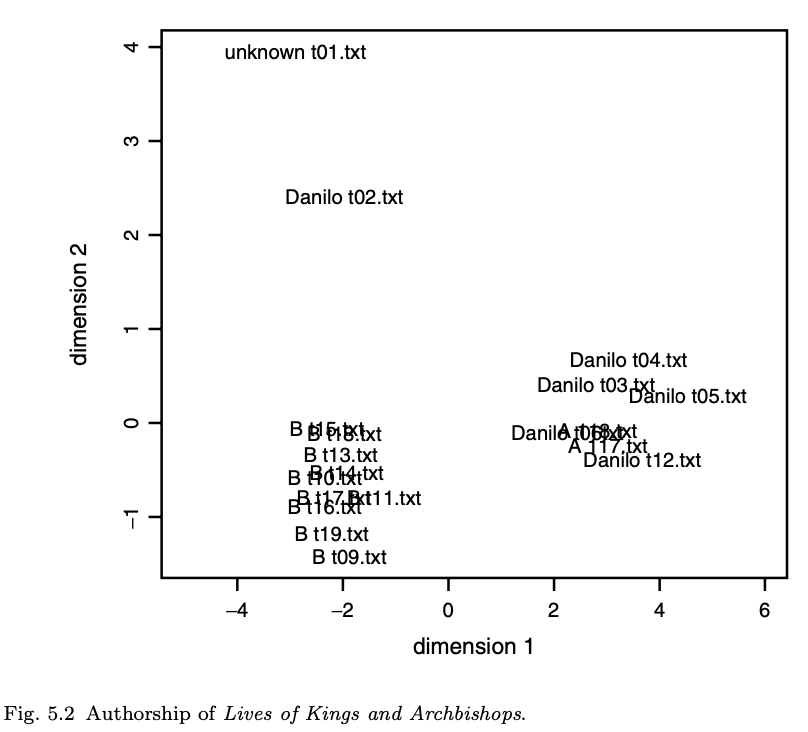 4
unknown t01.txt
3
Danilo t02.txt
2
dimension 2
1
Danilo t04.txt
Danilo t03.txt
Danilo t05.txt
0
B t15.txt
B t18.txt
Danilo t06.txt
A 117.txt
B t13.txt
Danilo t12.txt
B t14.txt
B t10.txt
B t17.txt
B t11.txt
B t16.txt
−1
B t19.txt
B t09.txt
−4 −2 0 2 4 6
dimension 1
Fig. 5.2 Authorship of Lives of Kings and Archbishops.